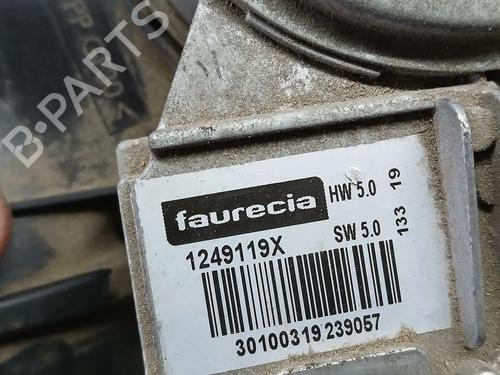 B-PARTS
faurecia
HW 5.0
133 19
1249119X
SW 5.0
30100319 239057